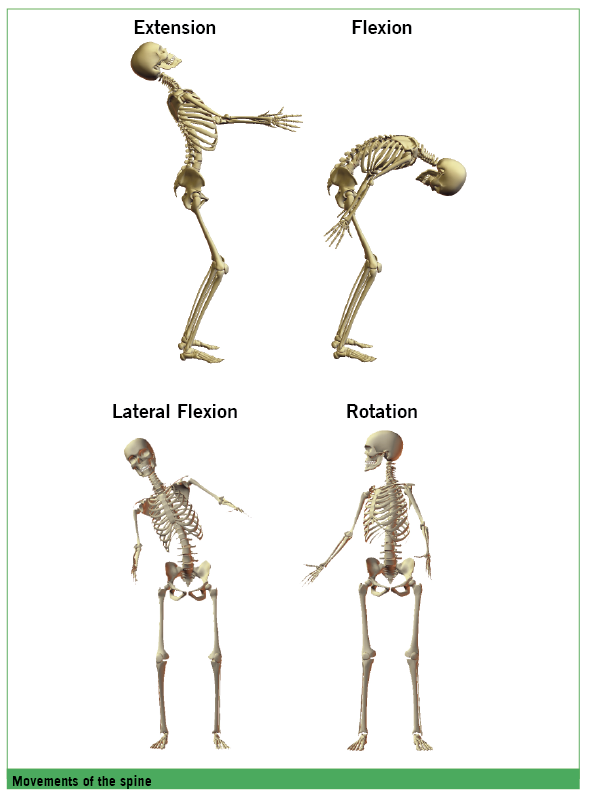 Extension
Flexion
Lateral Flexion
Rotation
Movements of the spine